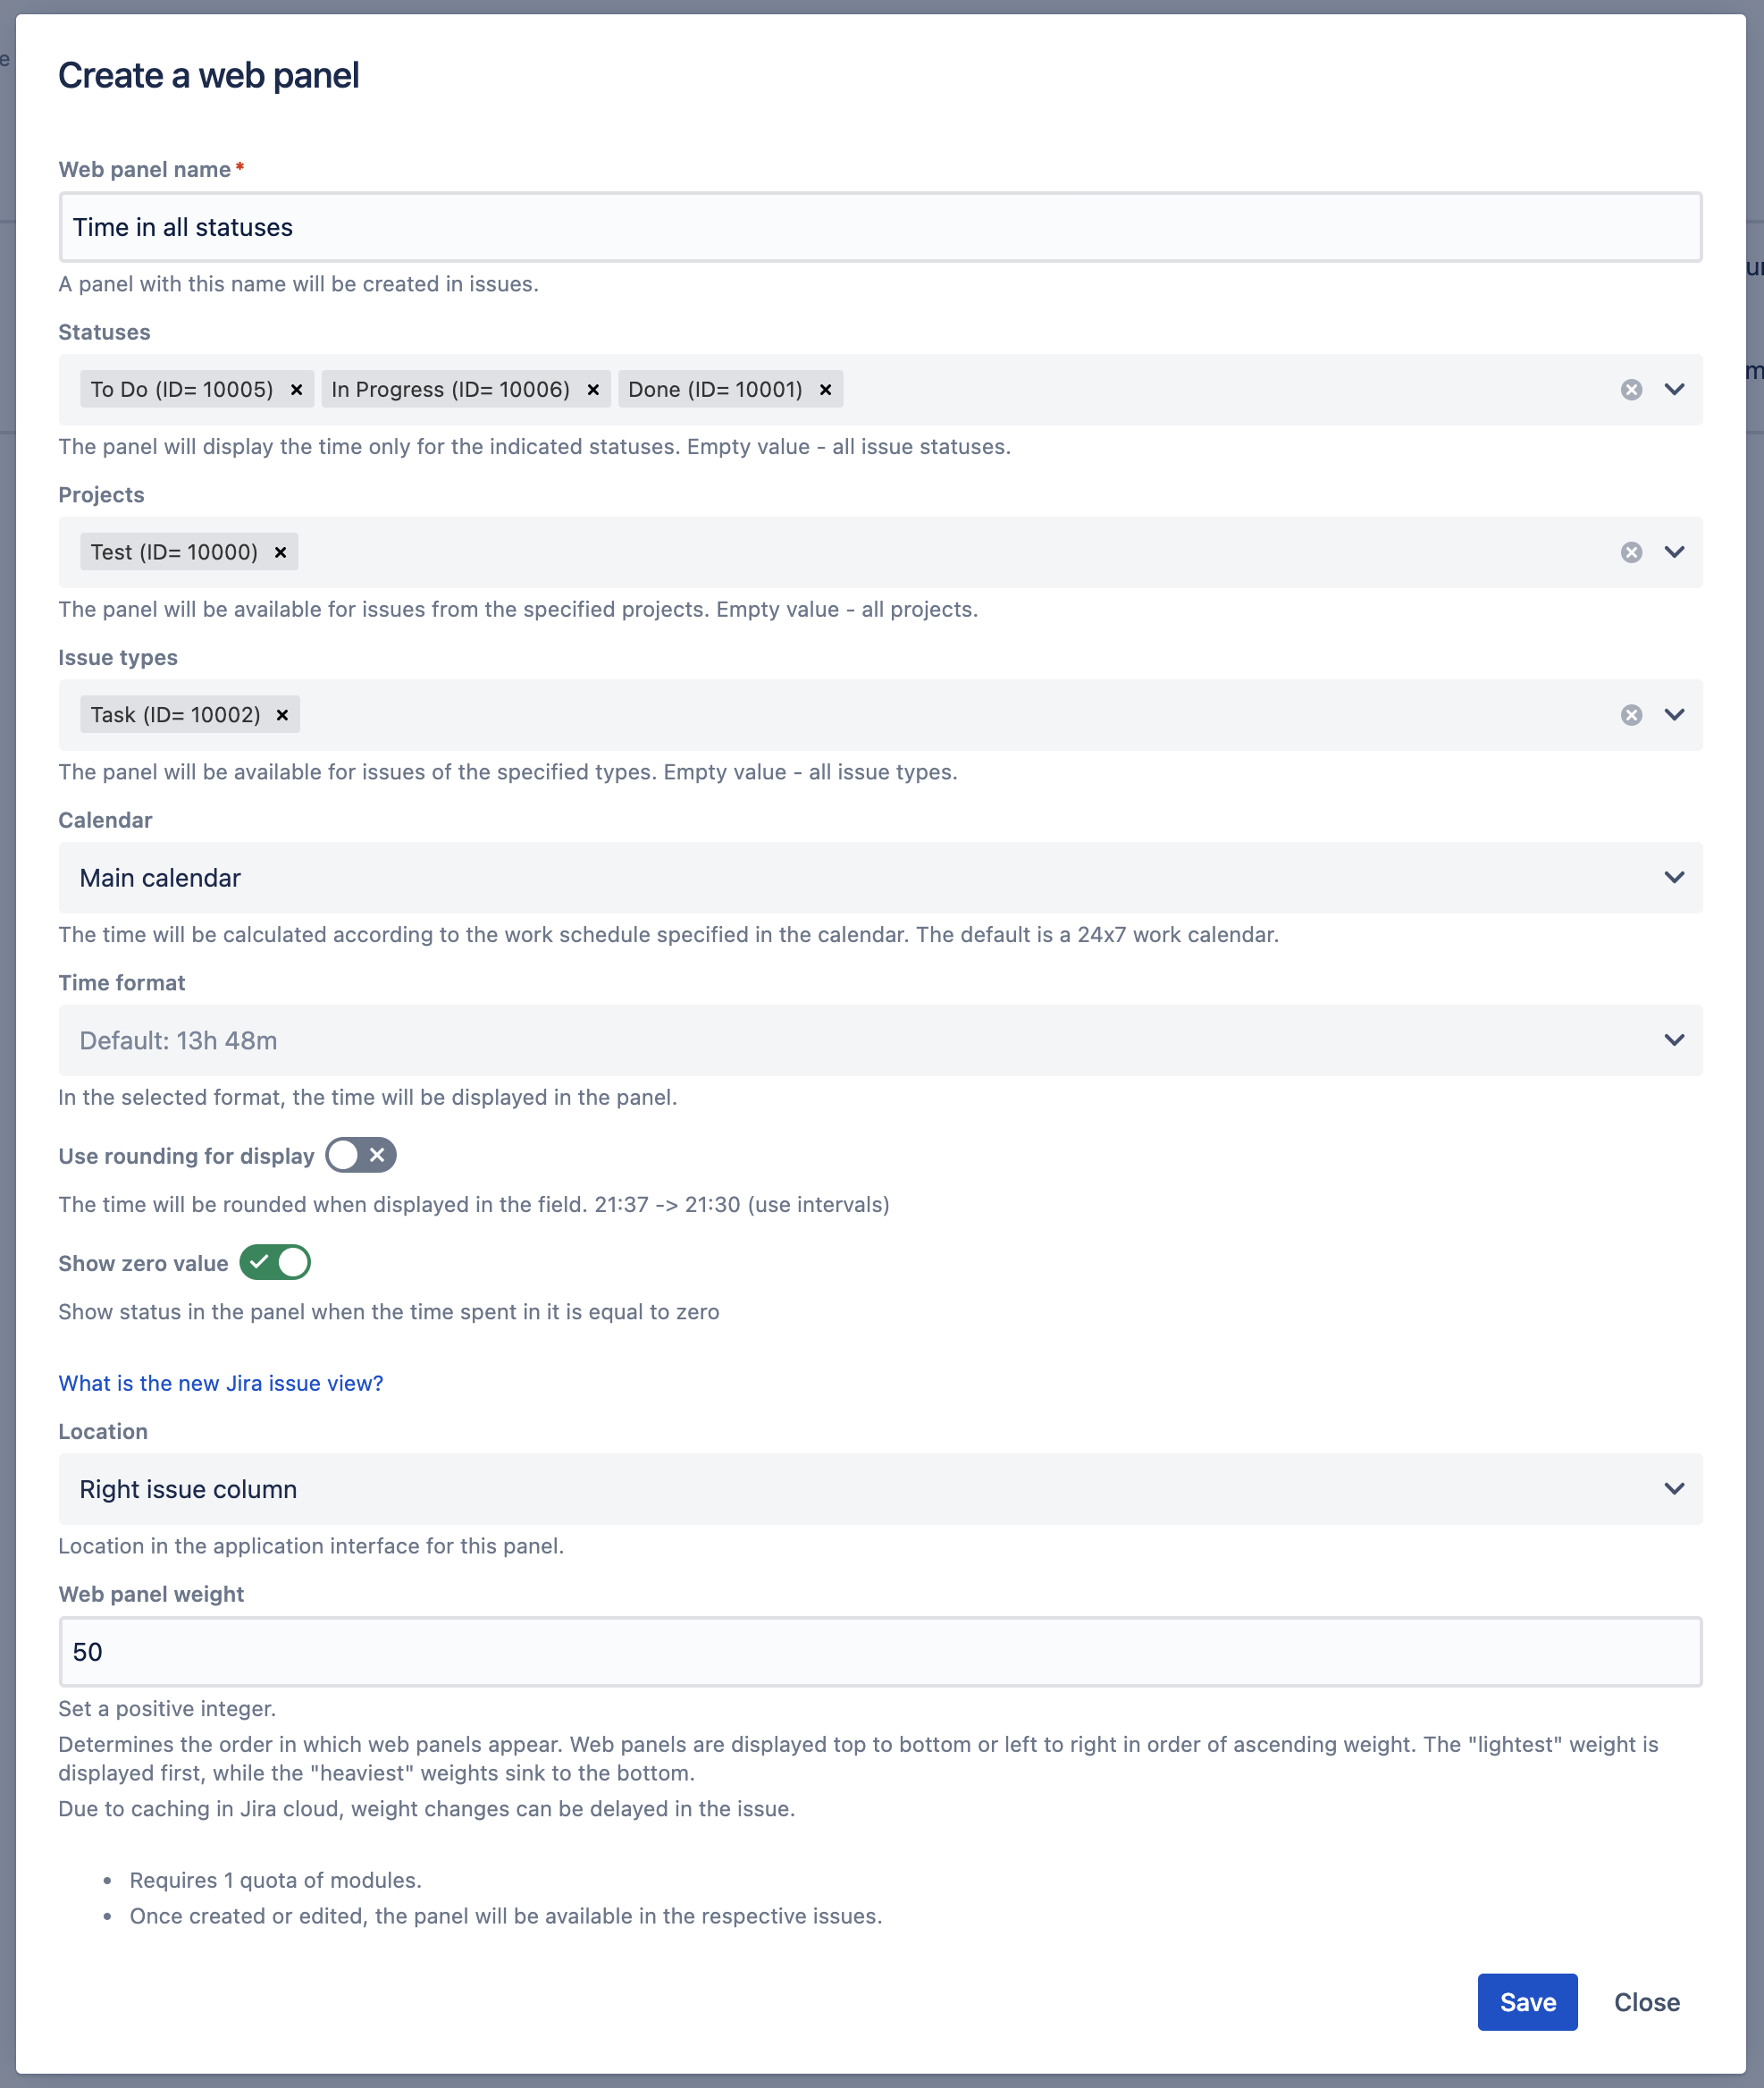 Create a web panel
Web panel name*
Time in all statuses
A panel with this name will be created in issues.
Statuses
To Do (ID= 10005) In Progress (ID= 10006) Done (ID= 10001)
The panel will display the time only for the indicated statuses. Empty value - all issue statuses.
Projects
Test (ID= 10000)
The panel will be available for issues from the specified projects. Empty value - all projects.
Issue types
Task (ID= 10002)
The panel will be available for issues of the specified types. Empty value - all issue types.
Calendar
Main calendar
The time will be calculated according to the work schedule specified in the calendar. The default is a 24x7 work calendar.
Time format
Default: 13h 48m
In the selected format, the time will be displayed in the panel.
Use rounding for display
The time will be rounded when displayed in the field. 21:37 -> 21:30 (use intervals)
Show zero value
Show status in the panel when the time spent in it is equal to zero
What is the new Jira issue view?
Location
Right issue column
Location in the application interface for this panel.
Web panel weight
50
Set a positive integer.
Determines the order in which web panels appear. Web panels are displayed top to bottom or left to right in order of ascending weight. The "lightest" weight is
displayed first, while the "heaviest" weights sink to the bottom.
Due to caching in Jira cloud, weight changes can be delayed in the issue.
• Requires 1 quota of modules.
• Once created or edited, the panel will be available in the respective issues.
Save Close